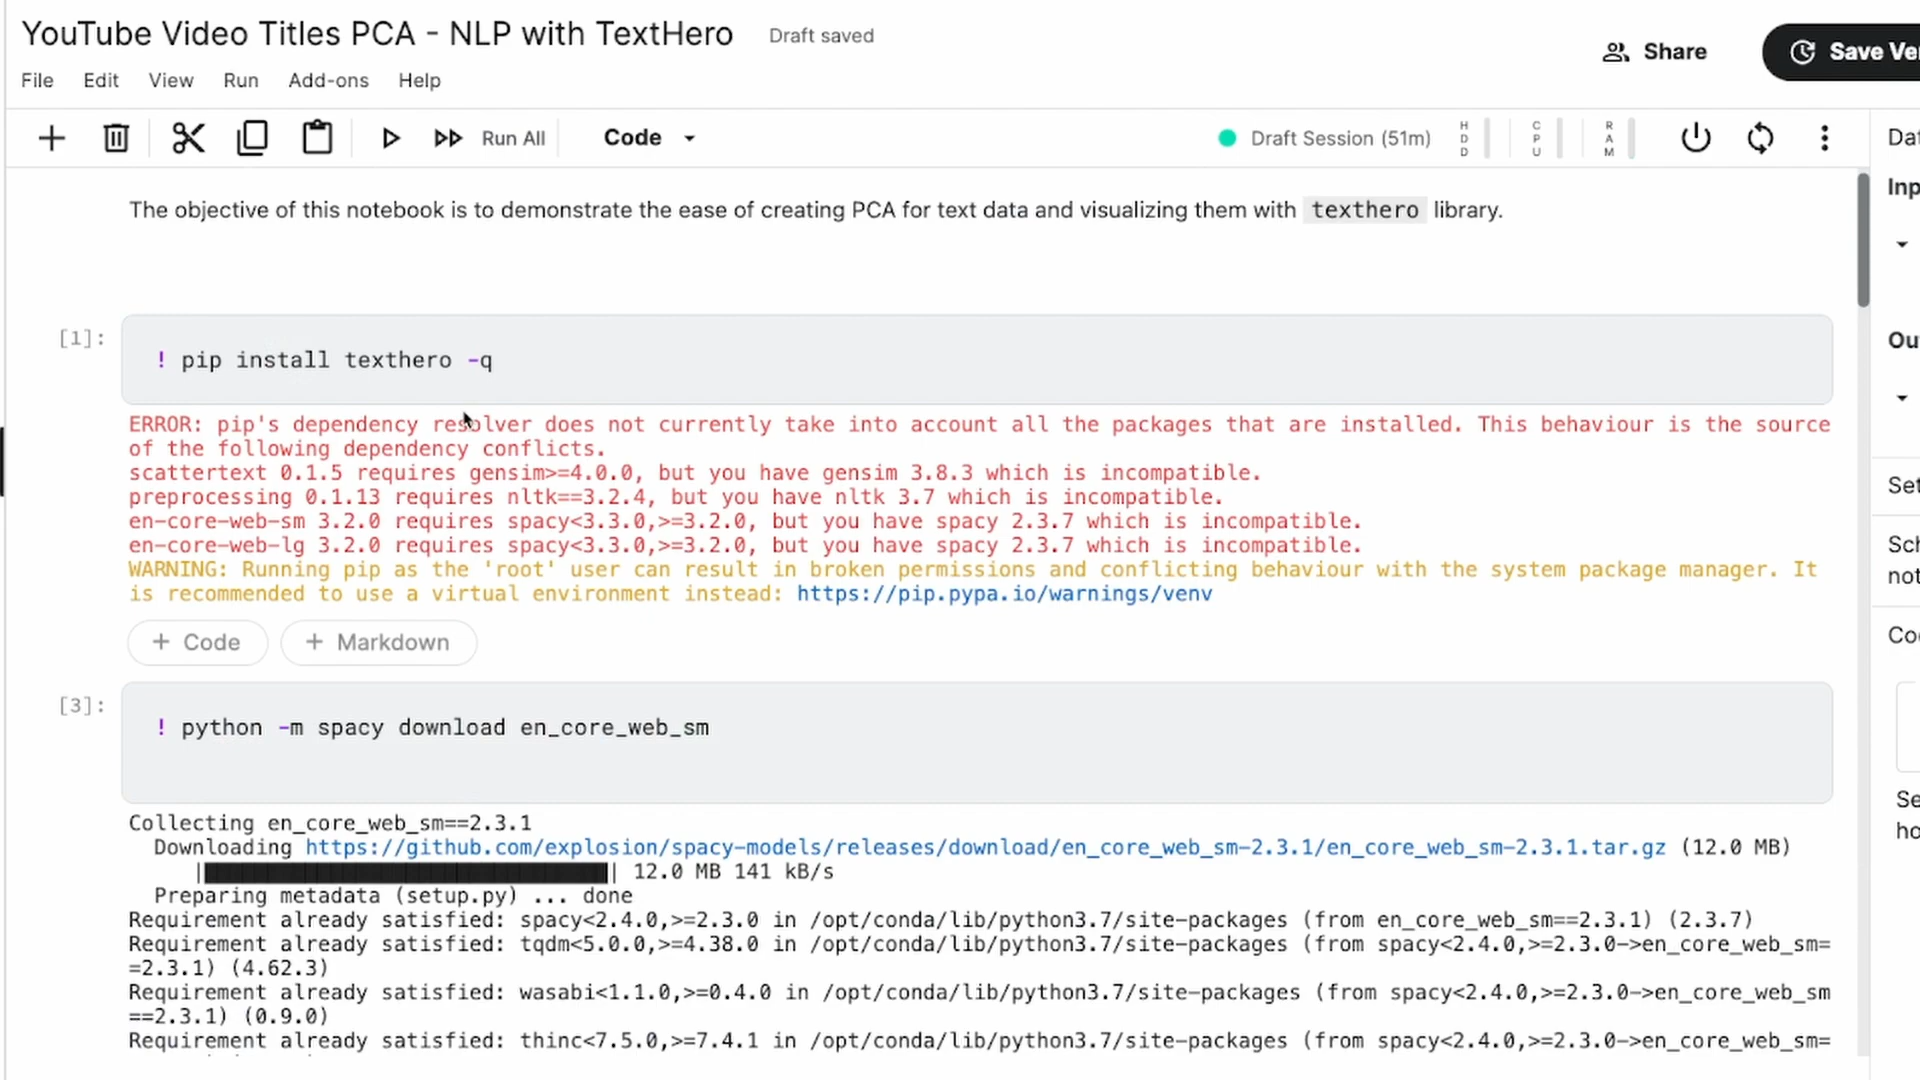 YouTube Video Titles PCA - NLP with TextHero Draft saved
Share
Save
File Edit View Run Add-ons Help
Run All Code Draft Session (51m) HDD CPU RAM
The objective of this notebook is to demonstrate the ease of creating PCA for text data and visualizing them with texthero library.
[1]:
! pip install texthero -q
ERROR: pip's dependency resolver does not currently take into account all the packages that are installed. This behaviour is the source
of the following dependency conflicts.
scattertext 0.1.5 requires gensim>=4.0.0, but you have gensim 3.8.3 which is incompatible.
preprocessing 0.1.13 requires nltk==3.2.4, but you have nltk 3.7 which is incompatible.
en-core-web-sm 3.2.0 requires spacy<3.3.0,>=3.2.0, but you have spacy 2.3.7 which is incompatible.
en-core-web-lg 3.2.0 requires spacy<3.3.0,>=3.2.0, but you have spacy 2.3.7 which is incompatible.
WARNING: Running pip as the 'root' user can result in broken permissions and conflicting behaviour with the system package manager. It
is recommended to use a virtual environment instead: https://pip.pypa.io/warnings/venv
+ Code + Markdown
[3]:
! python -m spacy download en_core_web_sm
Collecting en_core_web_sm==2.3.1
Downloading https://github.com/explosion/spacy-models/releases/download/en_core_web_sm-2.3.1/en_core_web_sm-2.3.1.tar.gz (12.0 MB)
| | 12.0 MB 141 kB/s
Preparing metadata (setup.py) ... done
Requirement already satisfied: spacy<2.4.0,>=2.3.0 in /opt/conda/lib/python3.7/site-packages (from en_core_web_sm==2.3.1) (2.3.7)
Requirement already satisfied: tqdm<5.0.0,>=4.38.0 in /opt/conda/lib/python3.7/site-packages (from spacy<2.4.0,>=2.3.0->en_core_web_sm=
=2.3.1) (4.62.3)
Requirement already satisfied: wasabi<1.1.0,>=0.4.0 in /opt/conda/lib/python3.7/site-packages (from spacy<2.4.0,>=2.3.0->en_core_web_sm
==2.3.1) (0.9.0)
Requirement already satisfied: thinc<7.5.0,>=7.4.1 in /opt/conda/lib/python3.7/site-packages (from spacy<2.4.0,>=2.3.0->en_core_web_sm=